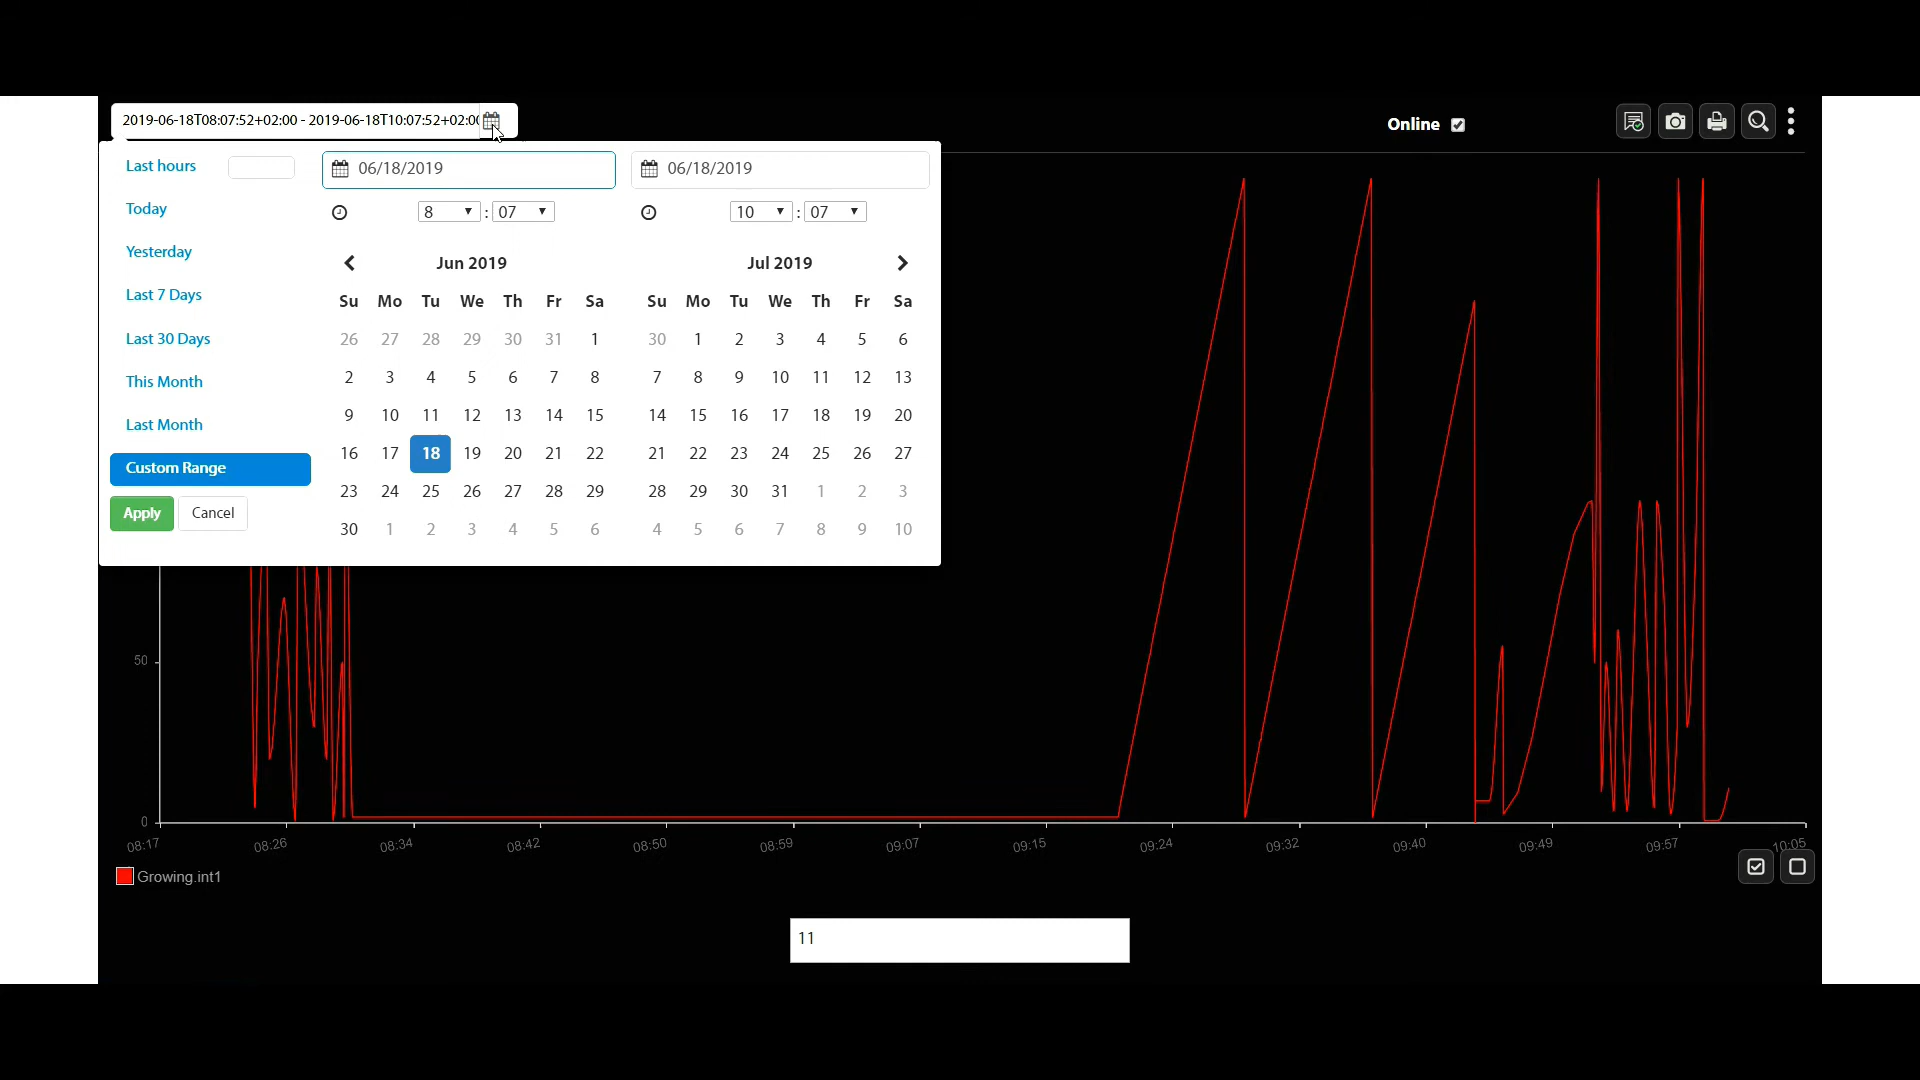 2019-06-18T08:07:52+02:00 - 2019-06-18T10:07:52+02:00
Online
Last hours
06/18/2019
06/18/2019
Today
8 : 07
10 : 07
Yesterday
Jun 2019
Jul 2019
Last 7 Days
Su Mo Tu We Th Fr Sa
Su Mo Tu We Th Fr Sa
Last 30 Days
26 27 28 29 30 31 1
30 1 2 3 4 5 6
This Month
2 3 4 5 6 7 8
7 8 9 10 11 12 13
Last Month
9 10 11 12 13 14 15
14 15 16 17 18 19 20
Custom Range
16 17 18 19 20 21 22
21 22 23 24 25 26 27
23 24 25 26 27 28 29
28 29 30 31 1 2 3
Apply
Cancel
30 1 2 3 4 5 6
4 5 6 7 8 9 10
50
0
08:17 08:26 08:34 08:42 08:50 08:59 09:07 09:15 09:24 09:32 09:40 09:49 09:57 10:05
Growing.int1
11